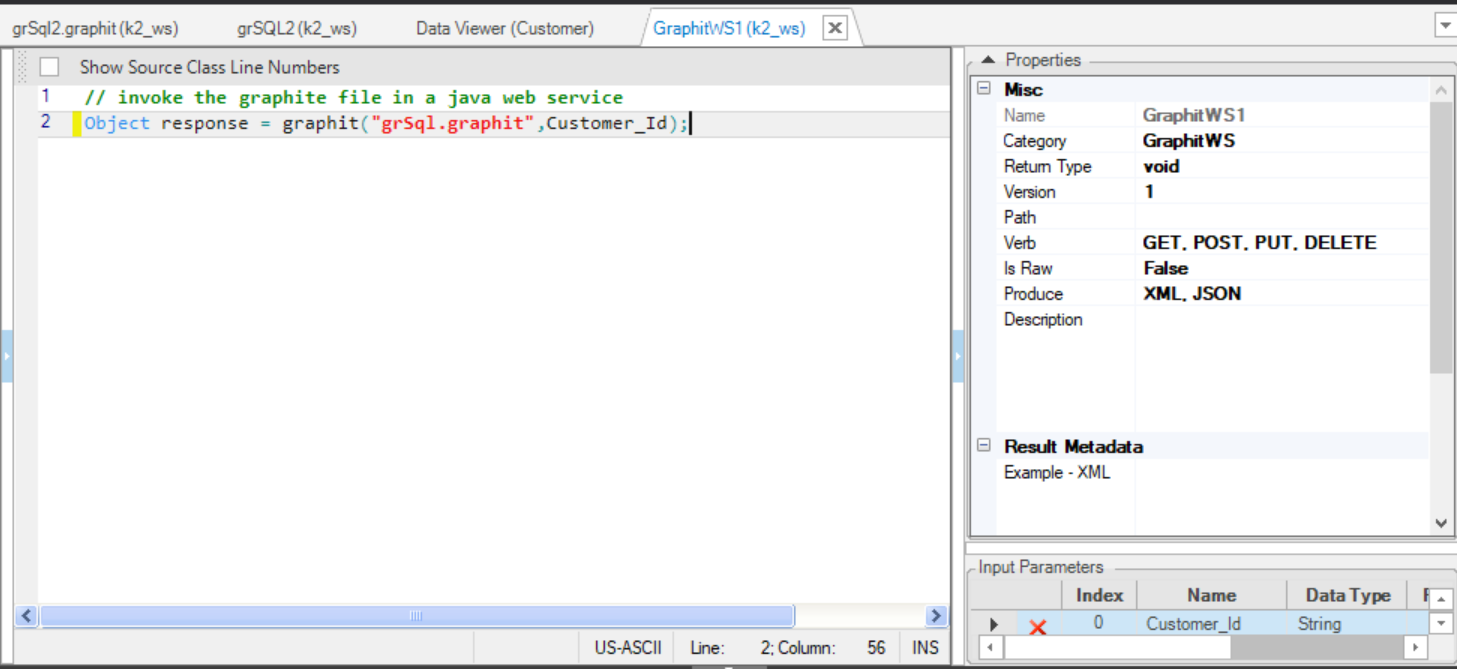 grSql2.graphit (k2_ws) grSQL2 (k2_ws) Data Viewer (Customer) GraphitWS1 (k2_ws)
Show Source Class Line Numbers
1 // invoke the graphite file in a java web service
2 Object response = graphit("grSql.graphit",Customer_Id);
US-ASCII Line: 2; Column: 56 INS
Properties
Misc
Name GraphitWS1
Category GraphitWS
Return Type void
Version 1
Path
Verb GET, POST, PUT, DELETE
Is Raw False
Produce XML, JSON
Description
Result Metadata
Example - XML
Input Parameters
Index Name Data Type
0 Customer_Id String